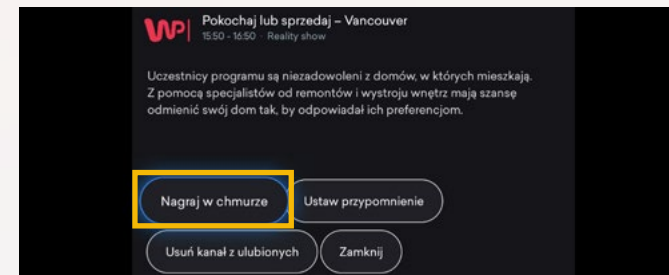 WP Pokochaj lub sprzedaj – Vancouver
15:50 - 16:50 · Reality show
Uczestnicy programu są niezadowoleni z domów, w których mieszkają.
Z pomocą specjalistów od remontów i wystroju wnętrz mają szansę
odmienić swój dom tak, by odpowiadał ich preferencjom.
Nagraj w chmurze Ustaw przypomnienie
Usuń kanał z ulubionych Zamknij